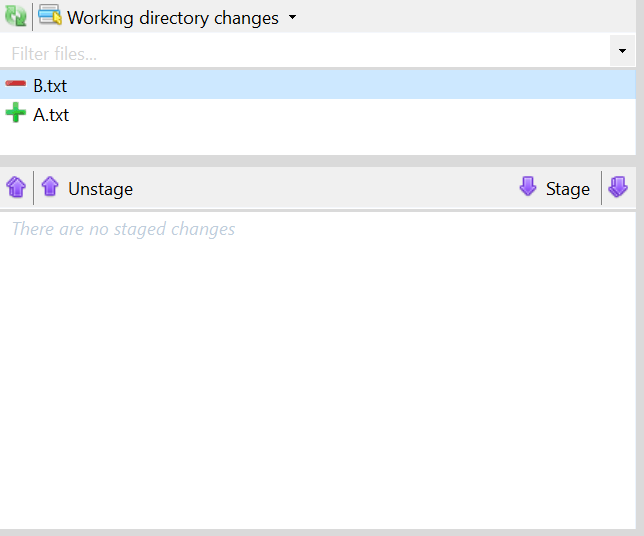 Working directory changes
Filter files...
B.txt
A.txt
Unstage Stage
There are no staged changes